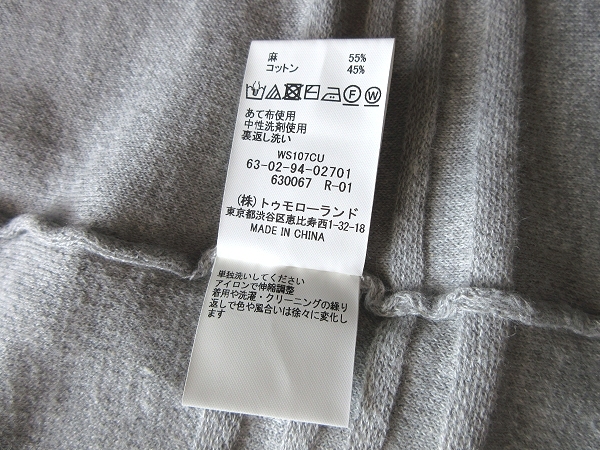 麻 55%
コットン 45%
F W
あて布使用
中性洗剤使用
裏返し洗い
WS107CU
63-02-94-02701
630067 R-01
(株)トゥモローランド
東京都渋谷区恵比寿西1-32-18
MADE IN CHINA
単独洗いしてください
アイロンで伸縮調整
着用や洗濯・クリーニングの繰り
返しで色や風合いは徐々に変化し
ます